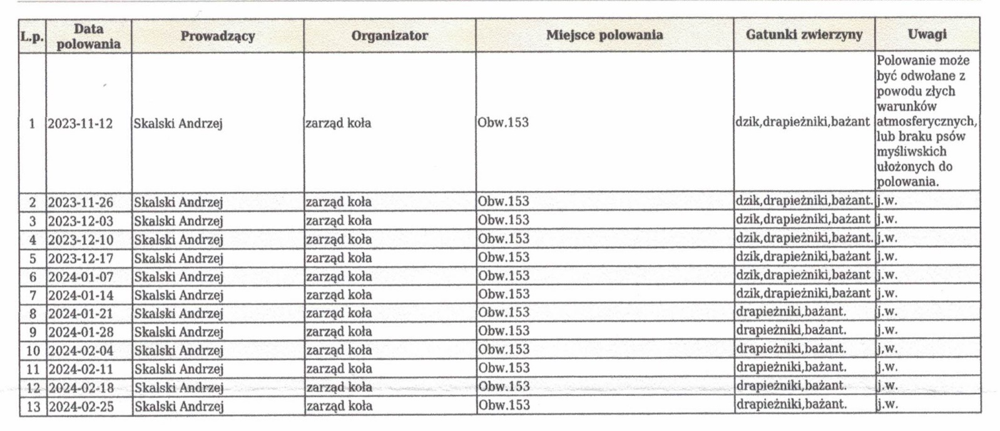 L.p. Data polowania Prowadzący Organizator Miejsce polowania Gatunki zwierzyny Uwagi
1 2023-11-12 Skalski Andrzej zarząd koła Obw.153 dzik,drapieżniki,bażant Polowanie może
być odwołane z
powodu złych
warunków
atmosferycznych,
lub braku psów
myśliwskich
ułożonych do
polowania.
2 2023-11-26 Skalski Andrzej zarząd koła Obw.153 dzik,drapieżniki,bażant. j.w.
3 2023-12-03 Skalski Andrzej zarząd koła Obw.153 dzik,drapieżniki,bażant j.w.
4 2023-12-10 Skalski Andrzej zarząd koła Obw.153 dzik,drapieżniki,bażant. j.w.
5 2023-12-17 Skalski Andrzej zarząd koła Obw.153 dzik,drapieżniki,bażant j.w.
6 2024-01-07 Skalski Andrzej zarząd koła Obw.153 dzik,drapieżniki,bażant j.w.
7 2024-01-14 Skalski Andrzej zarząd koła Obw.153 dzik,drapieżniki,bażant j.w.
8 2024-01-21 Skalski Andrzej zarząd koła Obw.153 drapieżniki,bażant. j.w.
9 2024-01-28 Skalski Andrzej zarząd koła Obw.153 drapieżniki,bażant. j.w.
10 2024-02-04 Skalski Andrzej zarząd koła Obw.153 drapieżniki,bażant. j,w.
11 2024-02-11 Skalski Andrzej zarząd koła Obw.153 drapieżniki,bażant. j.w.
12 2024-02-18 Skalski Andrzej zarząd koła Obw.153 drapieżniki,bażant. j.w.
13 2024-02-25 Skalski Andrzej zarząd koła Obw.153 drapieżniki,bażant. j.w.